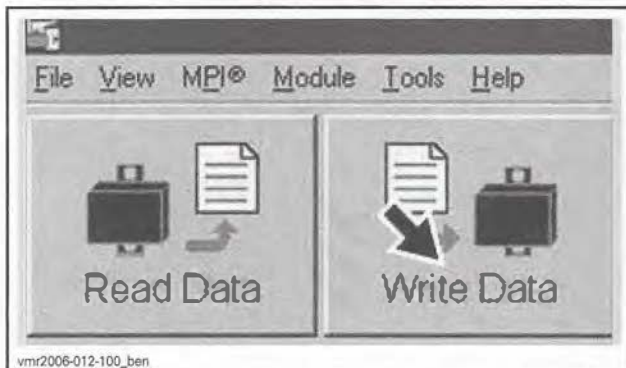 File View MPI® Module Tools Help
Read Data Write Data
vmr2006-012-100_ben